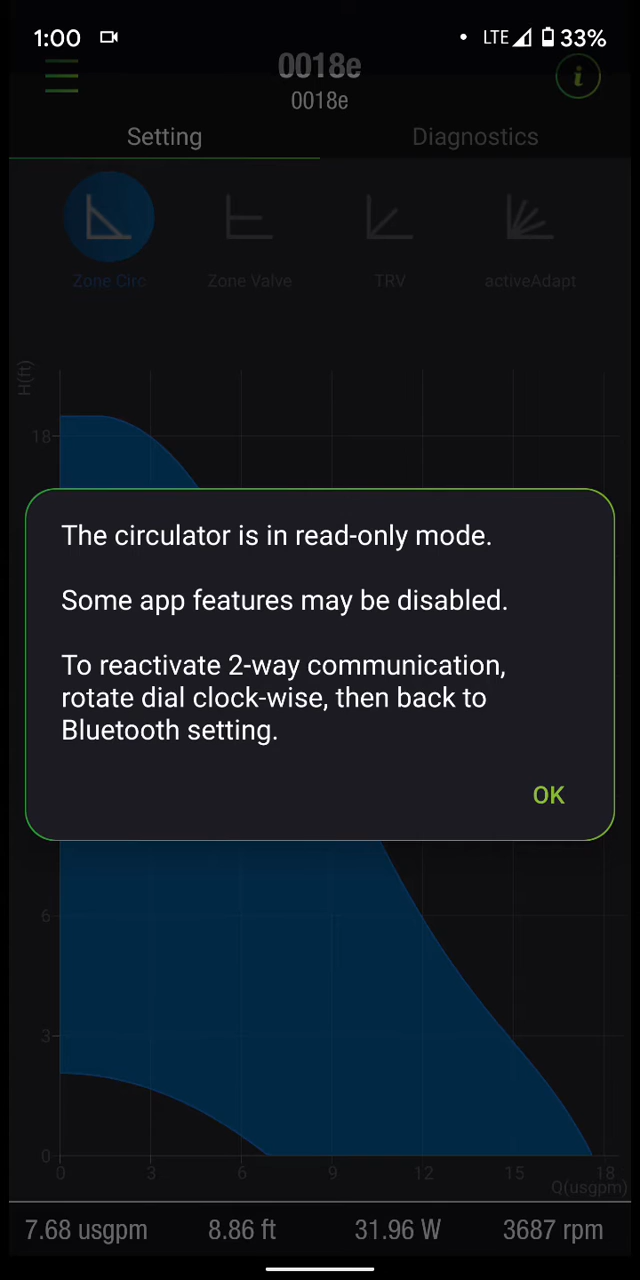 1:00 LTE 33%
0018e
0018e
i
Setting Diagnostics
Zone Circ Zone Valve TRV activeAdapt
H(ft)
18
The circulator is in read-only mode.
Some app features may be disabled.
To reactivate 2-way communication,
rotate dial clock-wise, then back to
Bluetooth setting.
OK
6
3
0
0 3 6 9 12 15 18
Q(usgpm)
7.68 usgpm 8.86 ft 31.96 W 3687 rpm